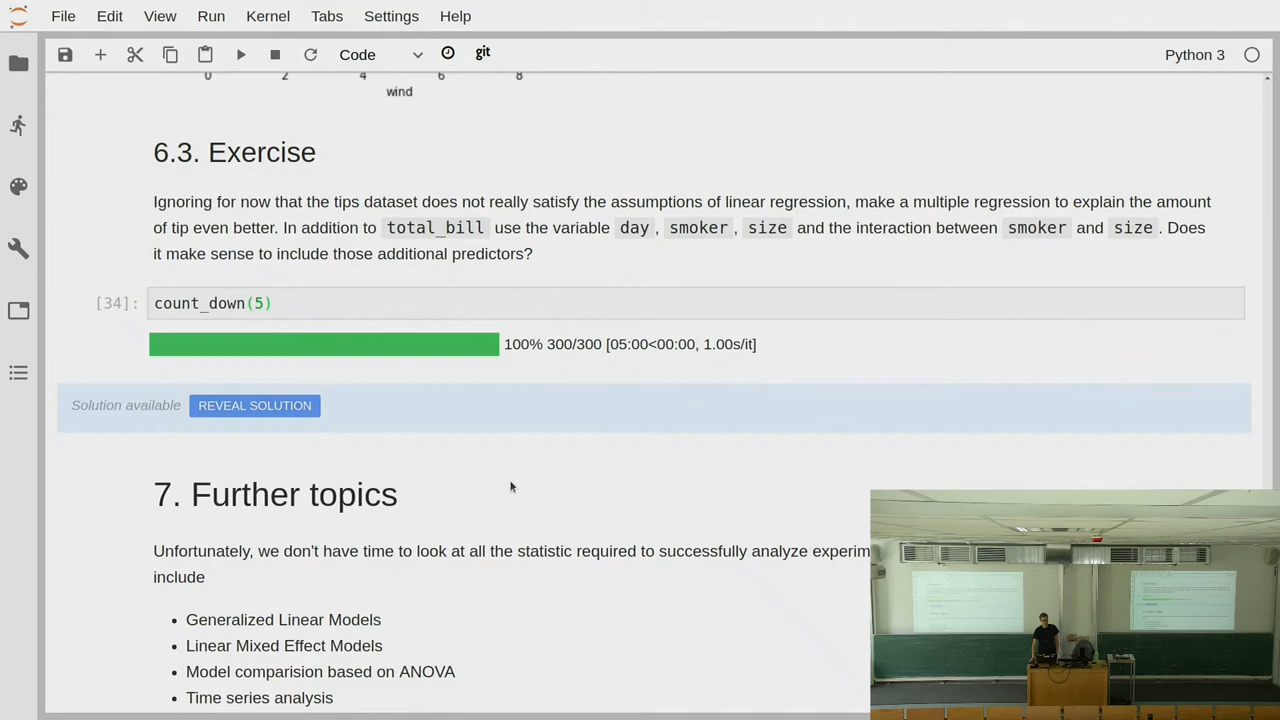 File Edit View Run Kernel Tabs Settings Help
Code git Python 3
0 2 4 6 8
wind
6.3. Exercise
Ignoring for now that the tips dataset does not really satisfy the assumptions of linear regression, make a multiple regression to explain the amount
of tip even better. In addition to total_bill use the variable day, smoker, size and the interaction between smoker and size. Does
it make sense to include those additional predictors?
[34]: count_down(5)
100% 300/300 [05:00<00:00, 1.00s/it]
Solution available REVEAL SOLUTION
7. Further topics
Unfortunately, we don't have time to look at all the statistic required to successfully analyze experim
include
• Generalized Linear Models
• Linear Mixed Effect Models
• Model comparision based on ANOVA
• Time series analysis